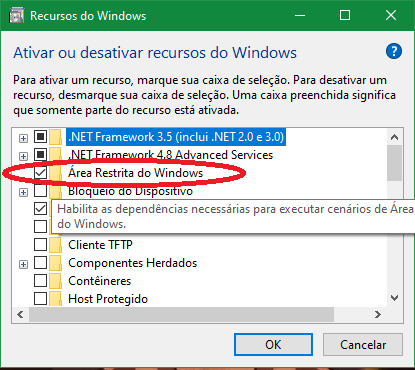 Recursos do Windows
Ativar ou desativar recursos do Windows
Para ativar um recurso, marque sua caixa de seleção. Para desativar um
recurso, desmarque sua caixa de seleção. Uma caixa preenchida significa
que somente parte do recurso está ativada.
.NET Framework 3.5 (inclui .NET 2.0 e 3.0)
.NET Framework 4.8 Advanced Services
Área Restrita do Windows
Bloqueio do Dispositivo
Habilita as dependências necessárias para executar cenários de Área
do Windows.
Cliente TFTP
Componentes Herdados
Contêineres
Host Protegido
OK
Cancelar